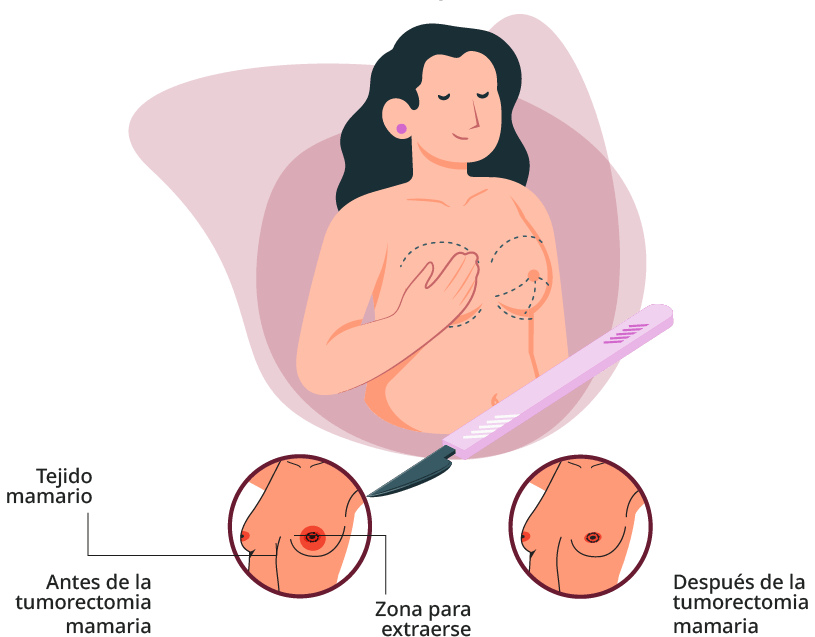 Tejido
mamario
Antes de la
tumorectomia
mamaria
Zona para
extraerse
Después de la
tumorectomia
mamaria